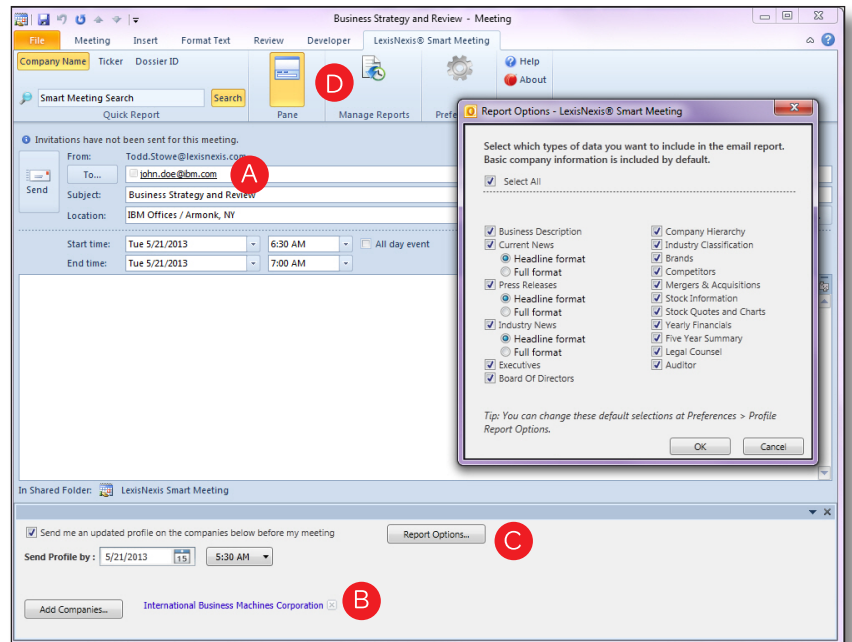 Business Strategy and Review - Meeting
File Meeting Insert Format Text Review Developer LexisNexis® Smart Meeting
Company Name Ticker Dossier ID
Smart Meeting Search Search
Quick Report
Pane
Manage Reports
Prefe
Help
About
D
Invitations have not been sent for this meeting.
Send
From: Todd.Stowe@lexisnexis.com
To... john.doe@ibm.com
A
Subject: Business Strategy and Review
Location: IBM Offices / Armonk, NY
Start time: Tue 5/21/2013 6:30 AM All day event
End time: Tue 5/21/2013 7:00 AM
Report Options - LexisNexis® Smart Meeting
Select which types of data you want to include in the email report.
Basic company information is included by default.
Select All
Business Description
Current News
Headline format
Full format
Press Releases
Headline format
Full format
Industry News
Headline format
Full format
Executives
Board Of Directors
Company Hierarchy
Industry Classification
Brands
Competitors
Mergers & Acquisitions
Stock Information
Stock Quotes and Charts
Yearly Financials
Five Year Summary
Legal Counsel
Auditor
Tip: You can change these default selections at Preferences > Profile
Report Options.
OK Cancel
In Shared Folder: LexisNexis Smart Meeting
Send me an updated profile on the companies below before my meeting
Report Options...
C
Send Profile by : 5/21/2013 15 5:30 AM
Add Companies...
International Business Machines Corporation
B